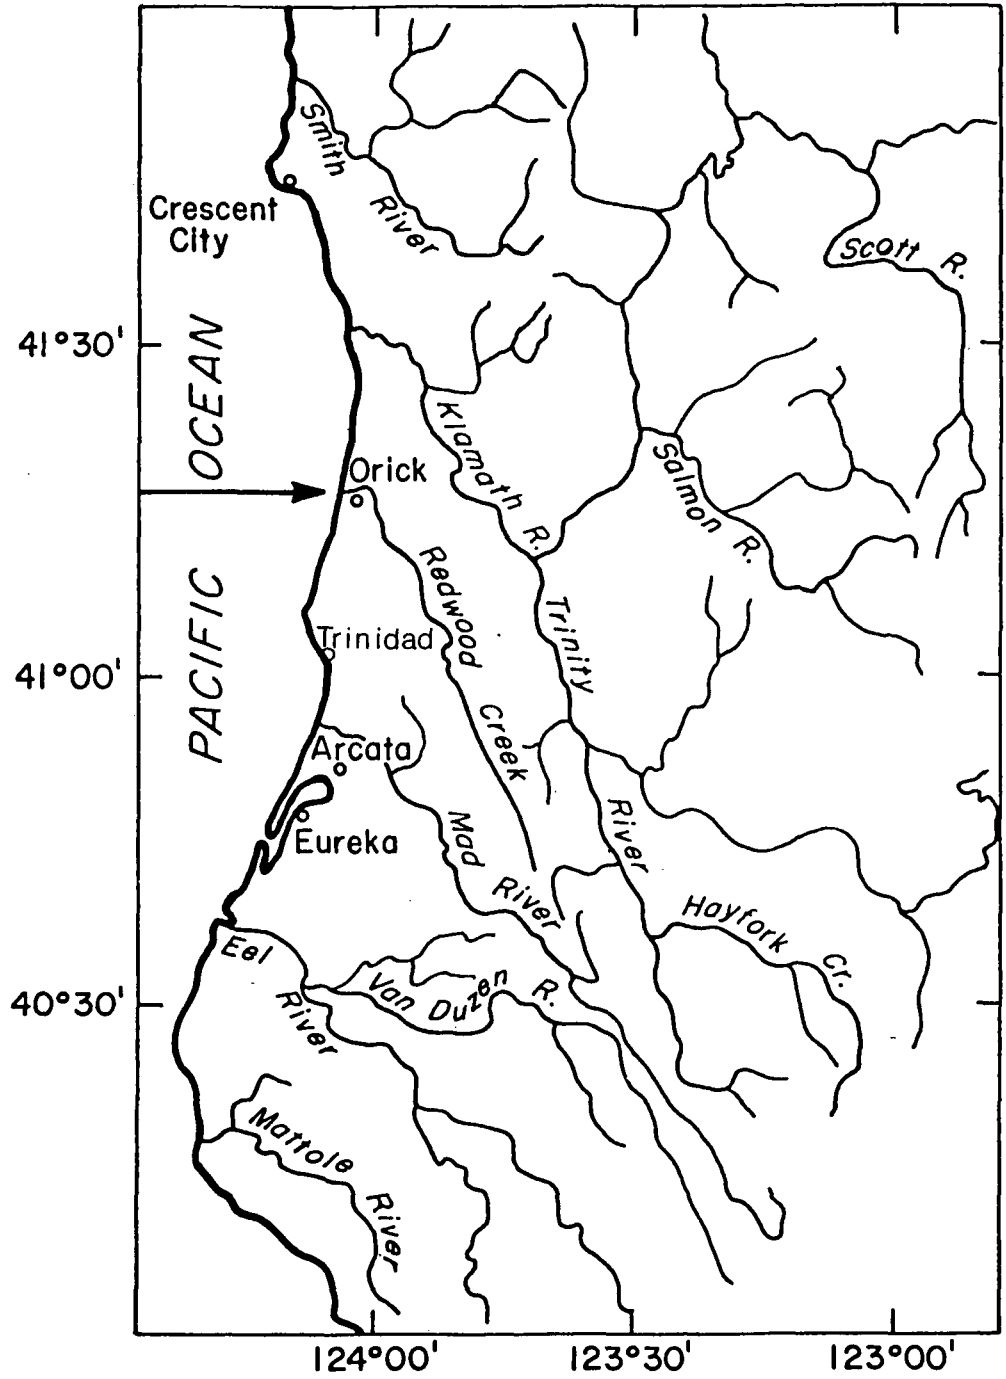 Smith
River
Crescent
City
Scott R.
41°30'
OCEAN
PACIFIC
Klamath R.
Orick
Salmon R.
Redwood
Creek
Trinity
River
Trinidad
41°00'
Arcata
Eureka
Mad
River
Hayfork Cr.
Eel
River
Van Duzen R.
40°30'
Mattole
River
124°00' 123°30' 123°00'